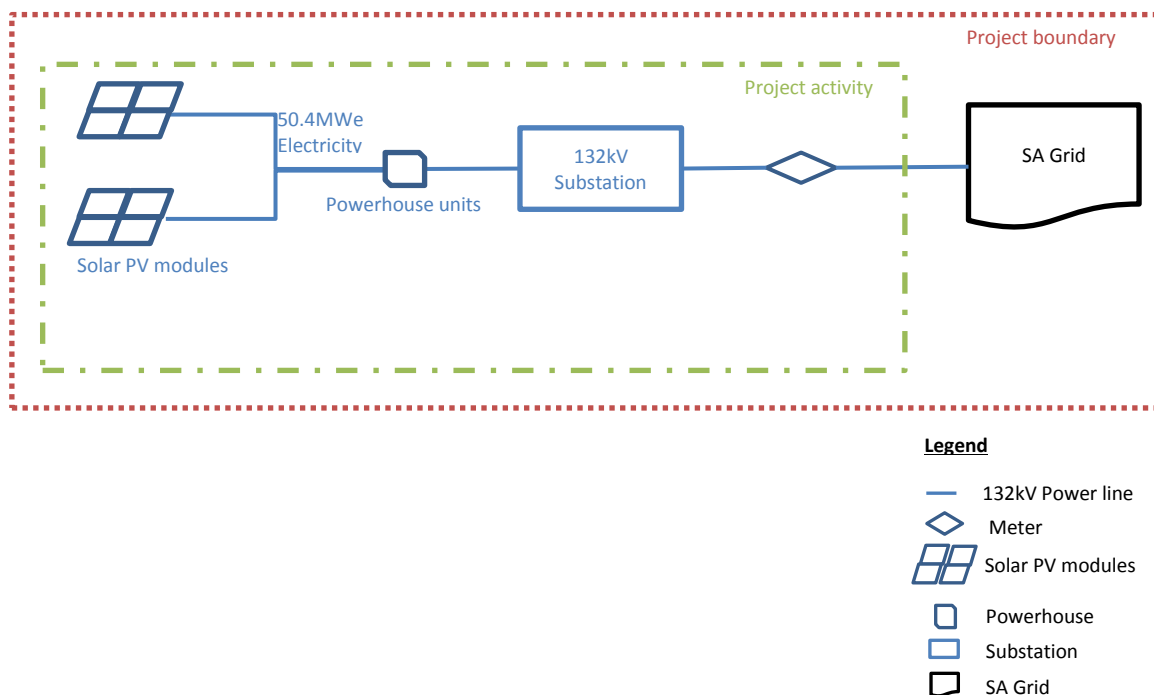 Project boundary
Project activity
50.4MWe
Electricity
132kV
Substation
SA Grid
Powerhouse units
Solar PV modules
Legend
132kV Power line
Meter
Solar PV modules
Powerhouse
Substation
SA Grid